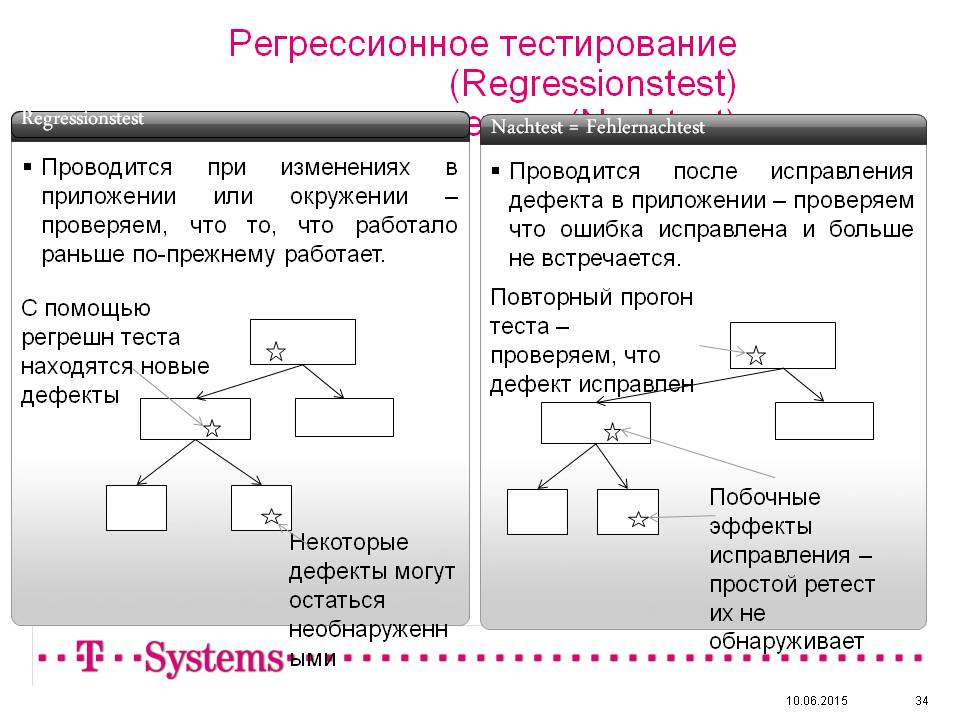 Регрессионное тестирование
(Regressionstest)
Regressionstest
Проводится при изменениях в
приложении или окружении –
проверяем, что то, что работало
раньше по-прежнему работает.
С помощью
регрешн теста
находятся новые
дефекты
Некоторые
дефекты могут
остаться
необнаруженн
ыми
Nachtest = Fehlernachtest
Проводится после исправления
дефекта в приложении – проверяем
что ошибка исправлена и больше
не встречается.
Повторный прогон
теста –
проверяем, что
дефект исправлен
Побочные
эффекты
исправления –
простой ретест
их не
обнаруживает
T Systems
10.06.2015 34